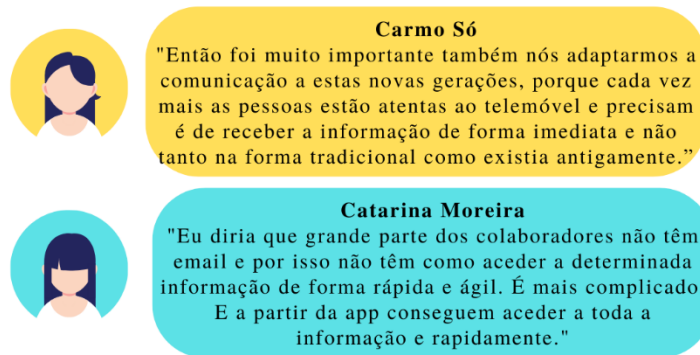 Carmo Só
"Então foi muito importante também nós adaptarmos a
comunicação a estas novas gerações, porque cada vez
mais as pessoas estão atentas ao telemóvel e precisam
é de receber a informação de forma imediata e não
tanto na forma tradicional como existia antigamente.”
Catarina Moreira
"Eu diria que grande parte dos colaboradores não têm
email e por isso não têm como aceder a determinada
informação de forma rápida e ágil. É mais complicado
E a partir da app conseguem aceder a toda a
informação e rapidamente."